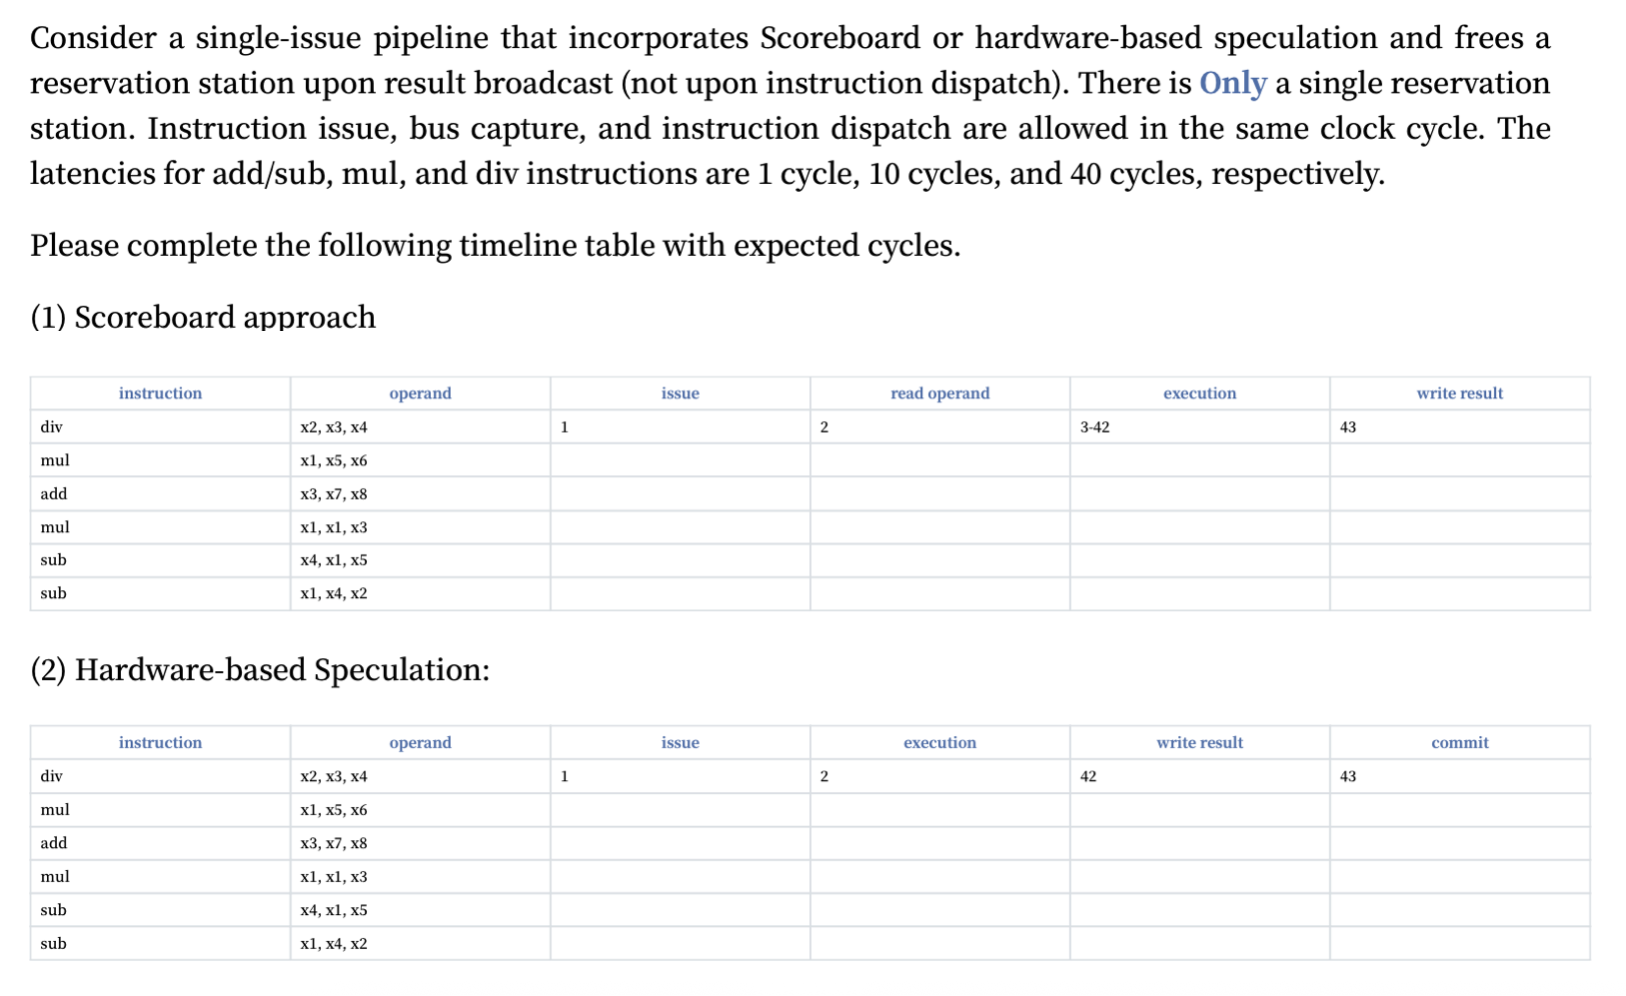 Consider a single-issue pipeline that incorporates Scoreboard or hardware-based speculation and frees a
reservation station upon result broadcast (not upon instruction dispatch). There is Only a single reservation
station. Instruction issue, bus capture, and instruction dispatch are allowed in the same clock cycle. The
latencies for add/sub, mul, and div instructions are 1 cycle, 10 cycles, and 40 cycles, respectively.
Please complete the following timeline table with expected cycles.
(1) Scoreboard approach
instruction operand issue read operand execution write result
div x2, x3, x4 1 2 3-42 43
mul x1, x5, x6
add x3, x7, x8
mul x1, x1, x3
sub x4, x1, x5
sub x1, x4, x2
(2) Hardware-based Speculation:
instruction operand issue execution write result commit
div x2, x3, x4 1 2 42 43
mul x1, x5, x6
add x3, x7, x8
mul x1, x1, x3
sub x4, x1, x5
sub x1, x4, x2